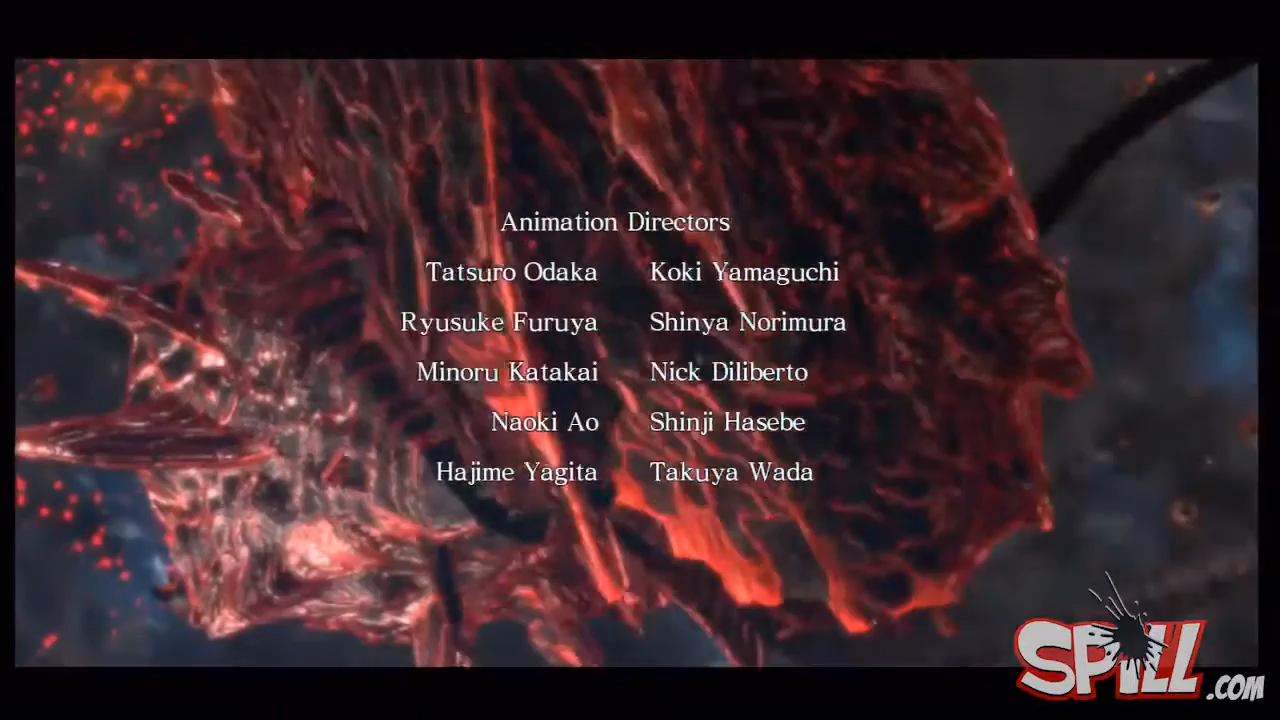 Animation Directors
Tatsuro Odaka Koki Yamaguchi
Ryusuke Furuya Shinya Norimura
Minoru Katakai Nick Diliberto
Naoki Ao Shinji Hasebe
Hajime Yagita Takuya Wada
SPILL.COM